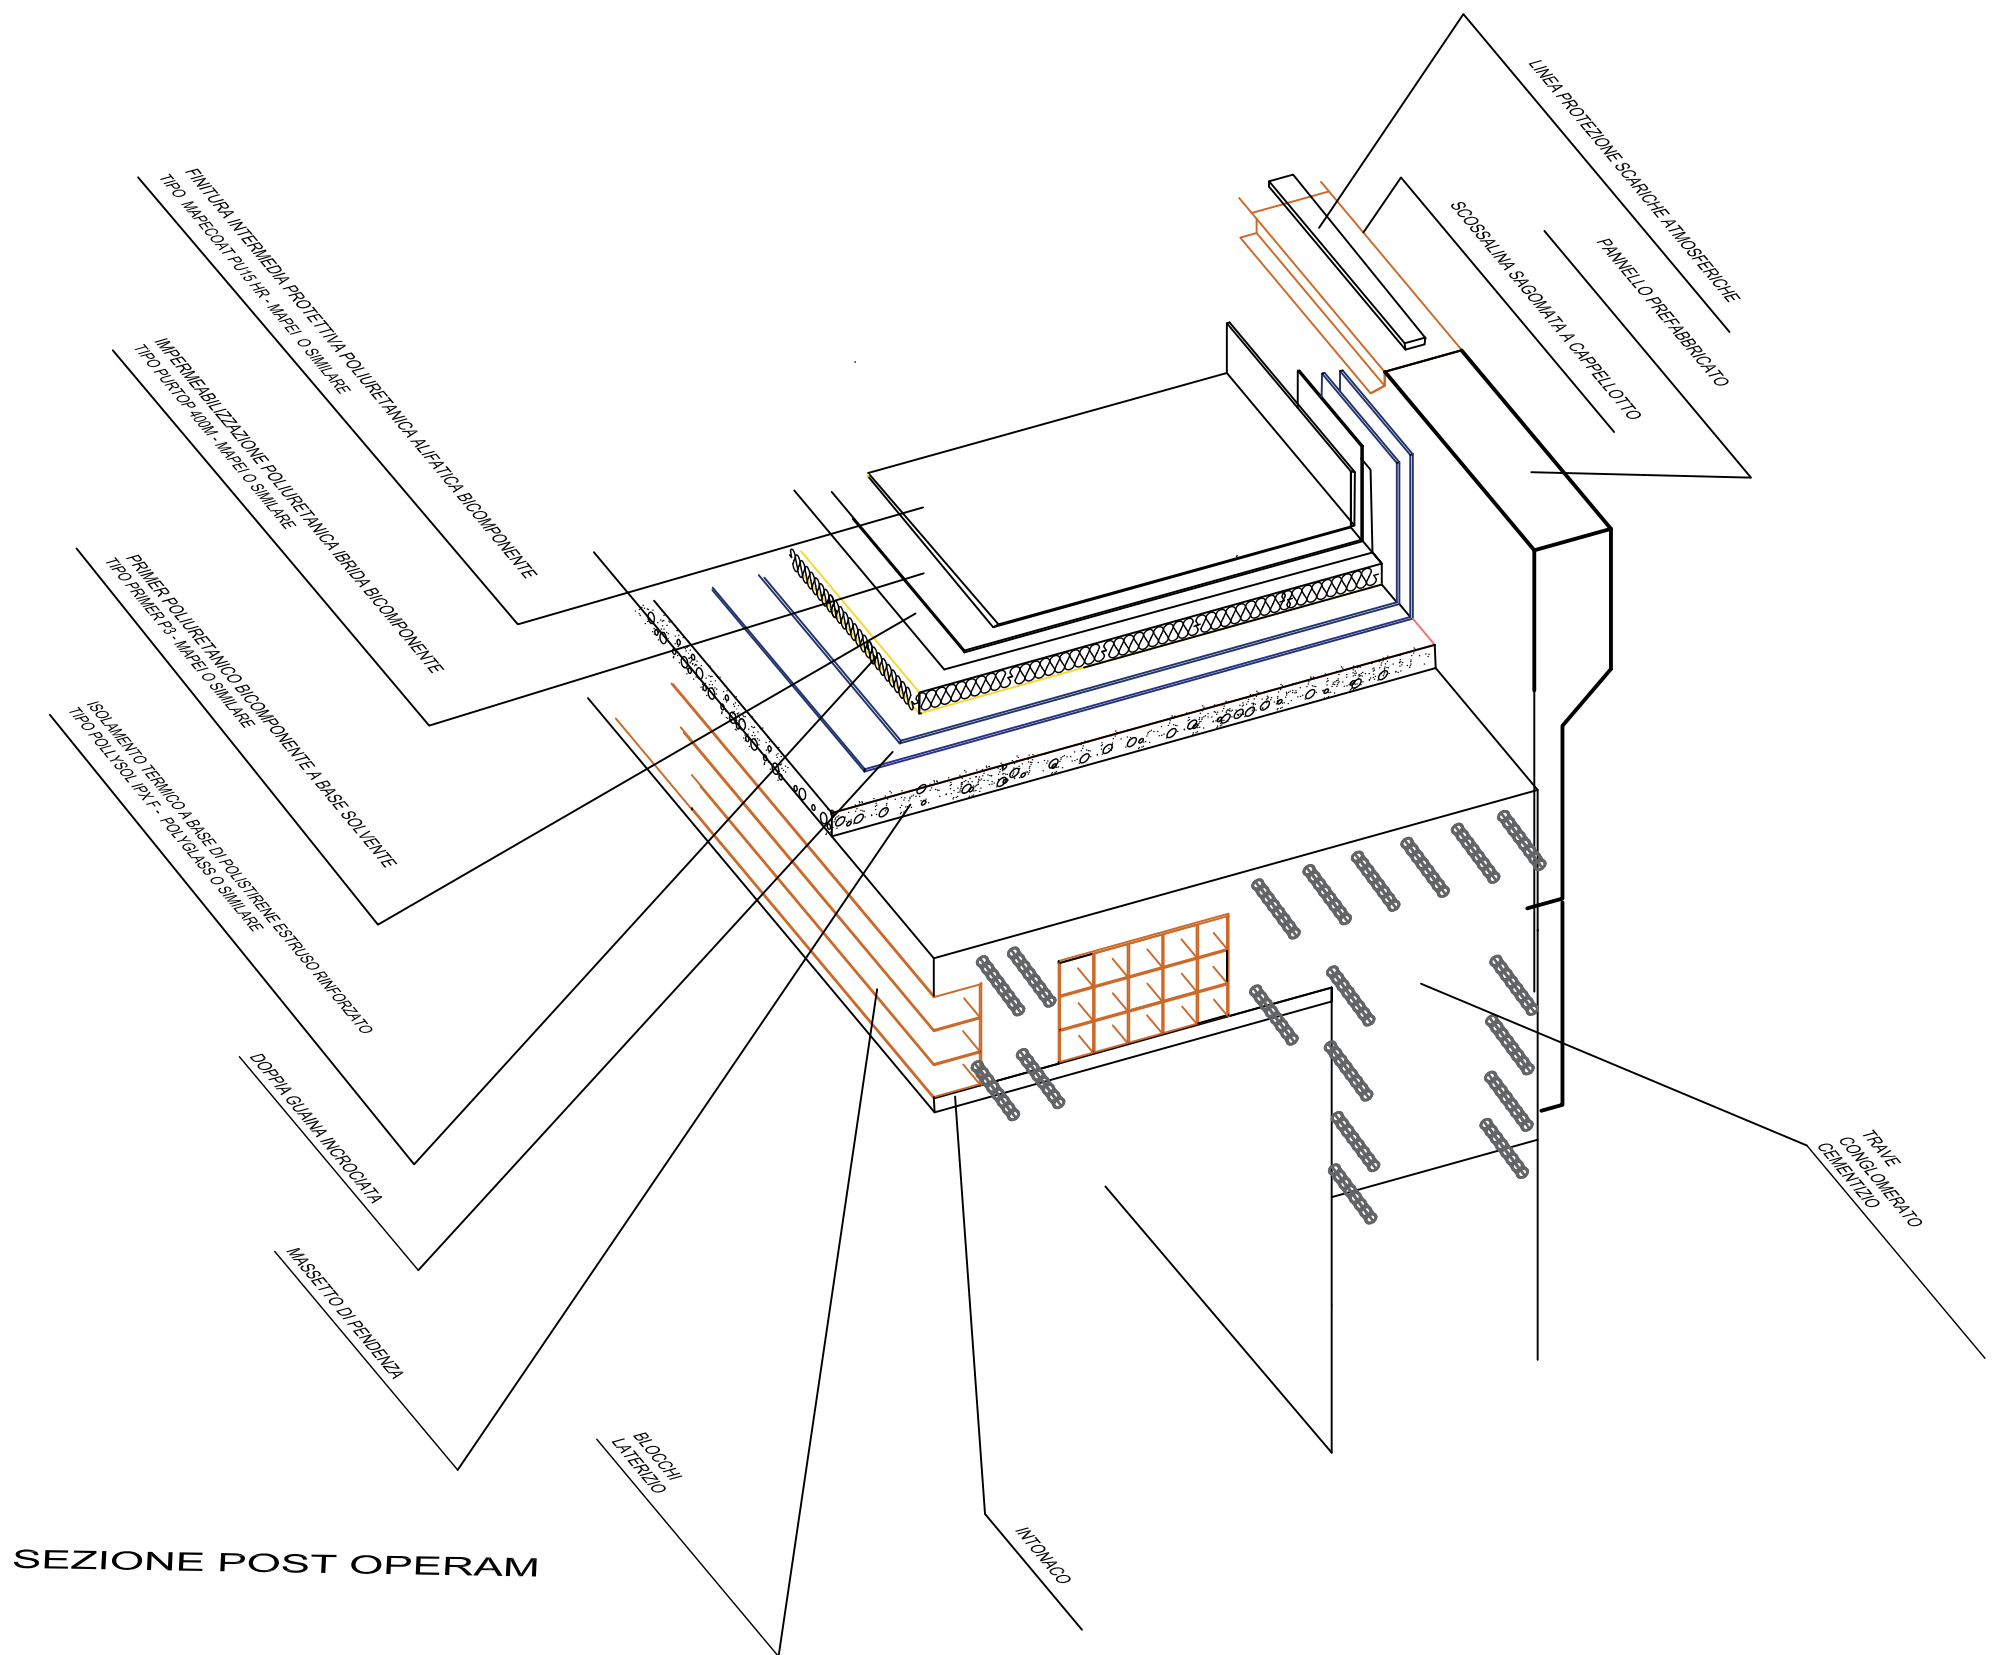 LINEA PROTEZIONE SCARICHE ATMOSFERICHE
SCOSSALINA SAGOMATA A CAPPELLOTTO
PANNELLO PREFABBRICATO
FINITURA INTERMEDIA PROTETTIVA POLIURETANICA ALIFATICA BICOMPONENTE
TIPO MAPECOAT PU15 HR - MAPEI O SIMILARE
IMPERMEABILIZZAZIONE POLIURETANICA IBRIDA BICOMPONENTE
TIPO PURTOP 400M - MAPEI O SIMILARE
PRIMER POLIURETANICO BICOMPONENTE A BASE SOLVENTE
TIPO PRIMER P3 - MAPEI O SIMILARE
ISOLAMENTO TERMICO A BASE DI POLISTIRENE ESTRUSO RINFORZATO
TIPO POLLYSOL IPX F - POLYGLASS O SIMILARE
DOPPIA GUAINA INCROCIATA
MASSETTO DI PENDENZA
BLOCCHI
LATERIZIO
INTONACO
TRAVE
CONGLOMERATO
CEMENTIZIO
SEZIONE POST OPERAM